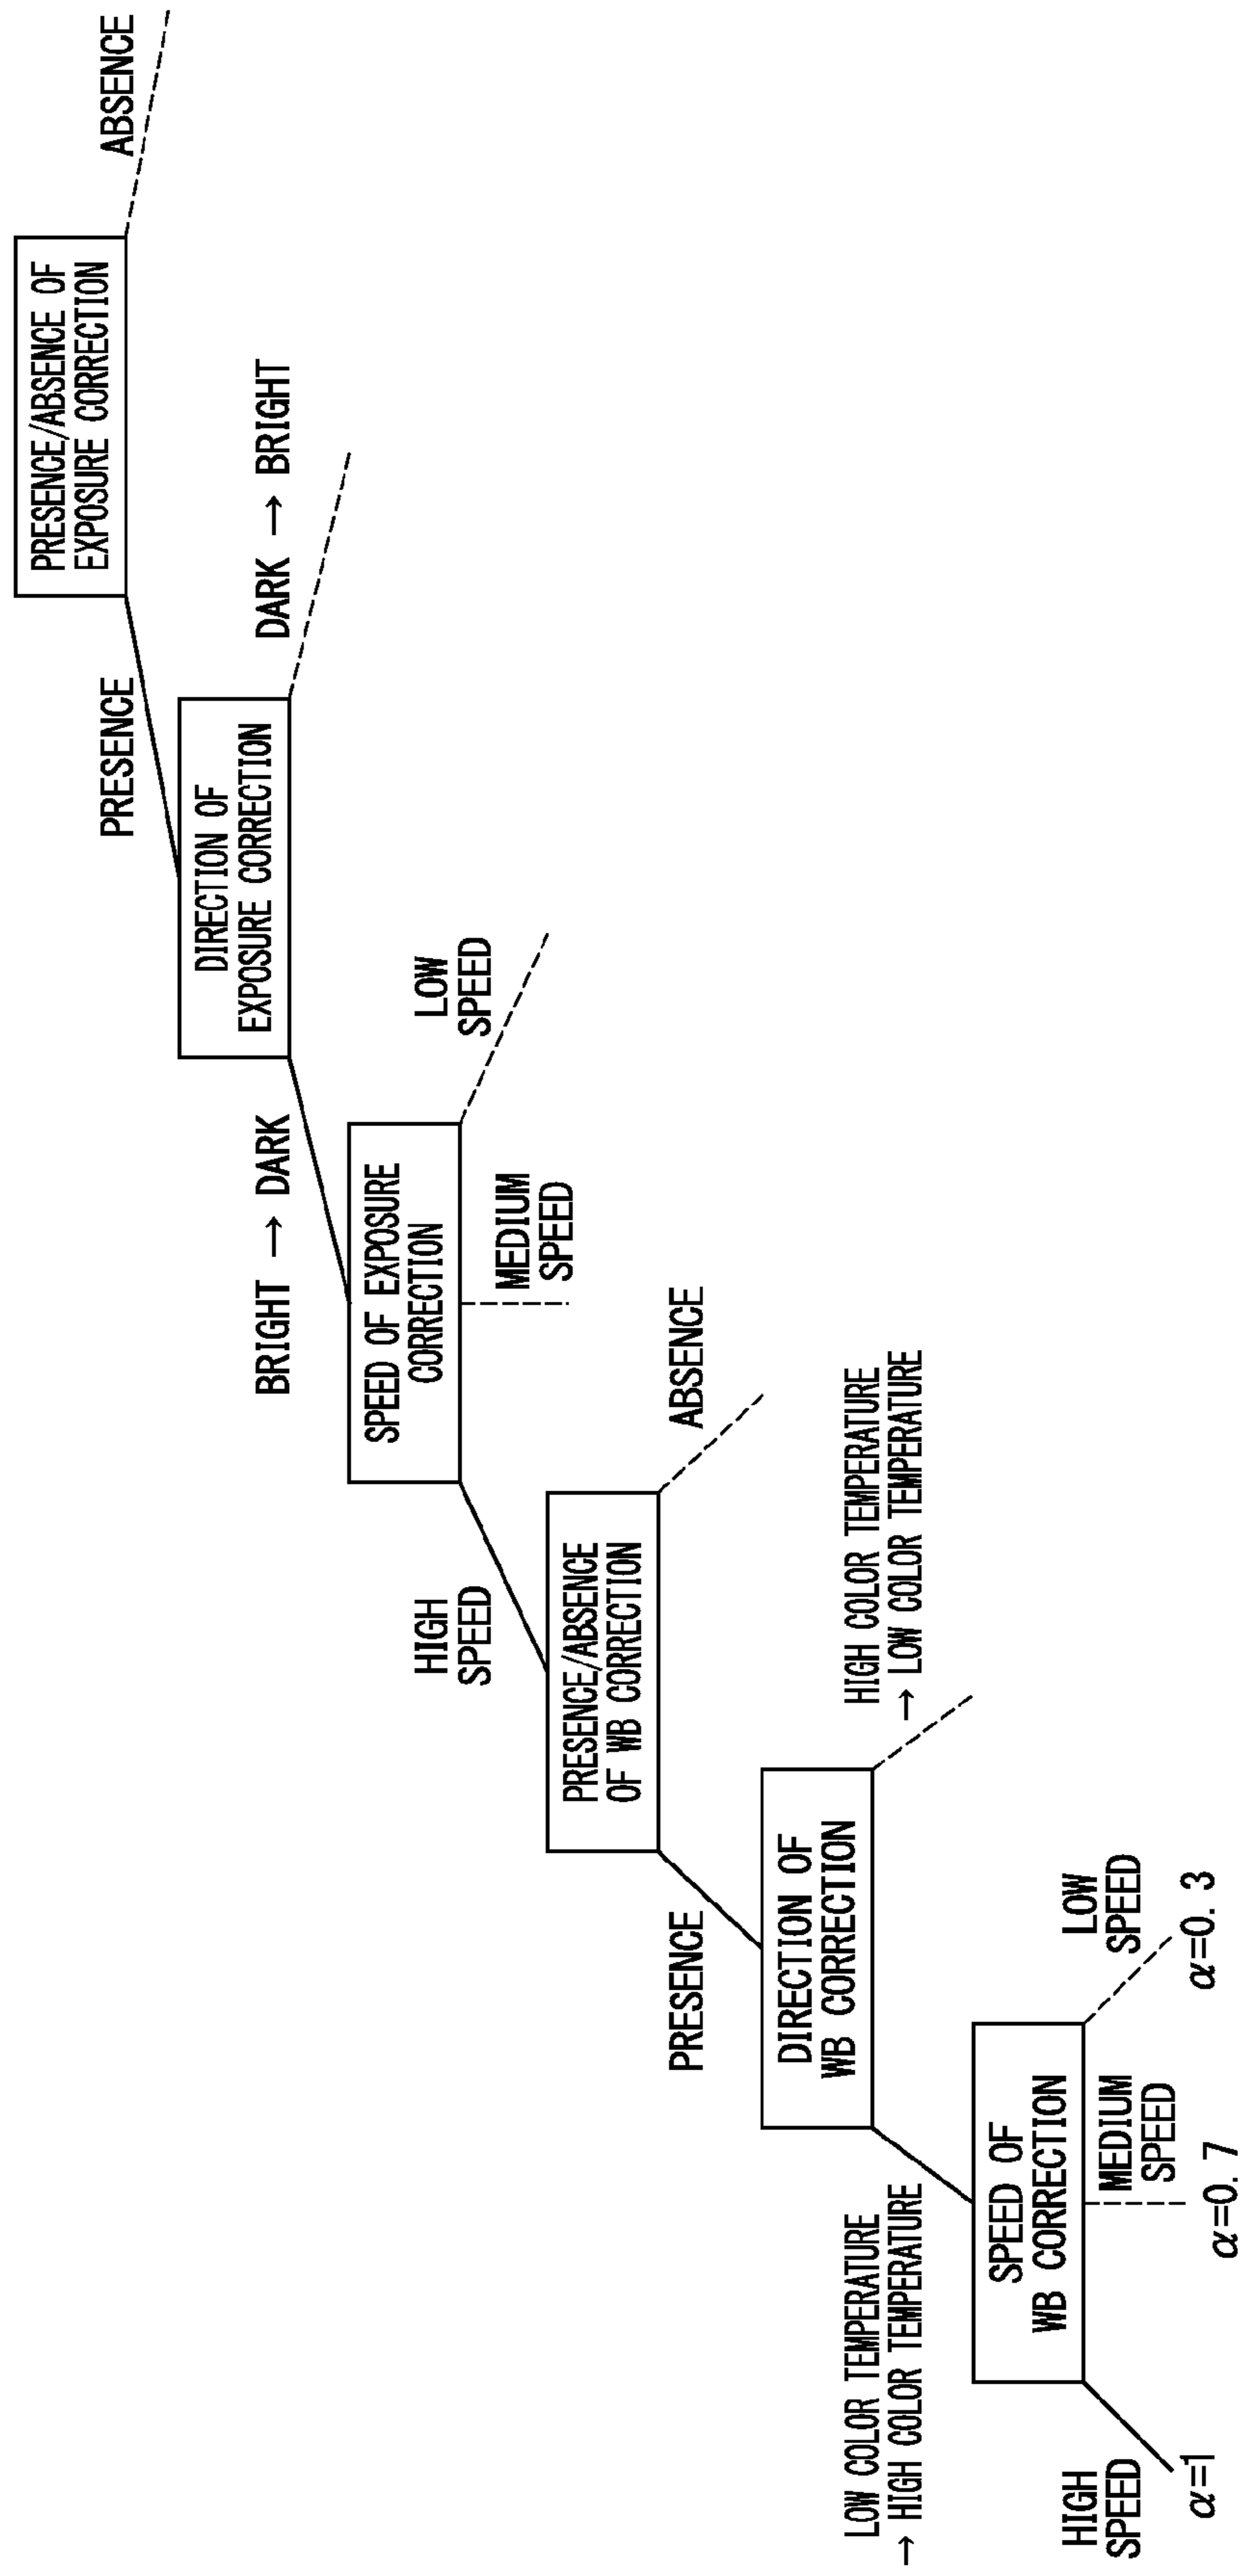 PRESENCE/ABSENCE OF
EXPOSURE CORRECTION
PRESENCE
ABSENCE
DIRECTION OF
EXPOSURE CORRECTION
BRIGHT → DARK
DARK → BRIGHT
SPEED OF EXPOSURE
CORRECTION
HIGH
SPEED
MEDIUM
SPEED
LOW
SPEED
PRESENCE/ABSENCE
OF WB CORRECTION
PRESENCE
ABSENCE
DIRECTION OF
WB CORRECTION
LOW COLOR TEMPERATURE
→ HIGH COLOR TEMPERATURE
HIGH COLOR TEMPERATURE
→ LOW COLOR TEMPERATURE
SPEED OF
WB CORRECTION
HIGH
SPEED
α=1
MEDIUM
SPEED
α=0.7
LOW
SPEED
α=0.3